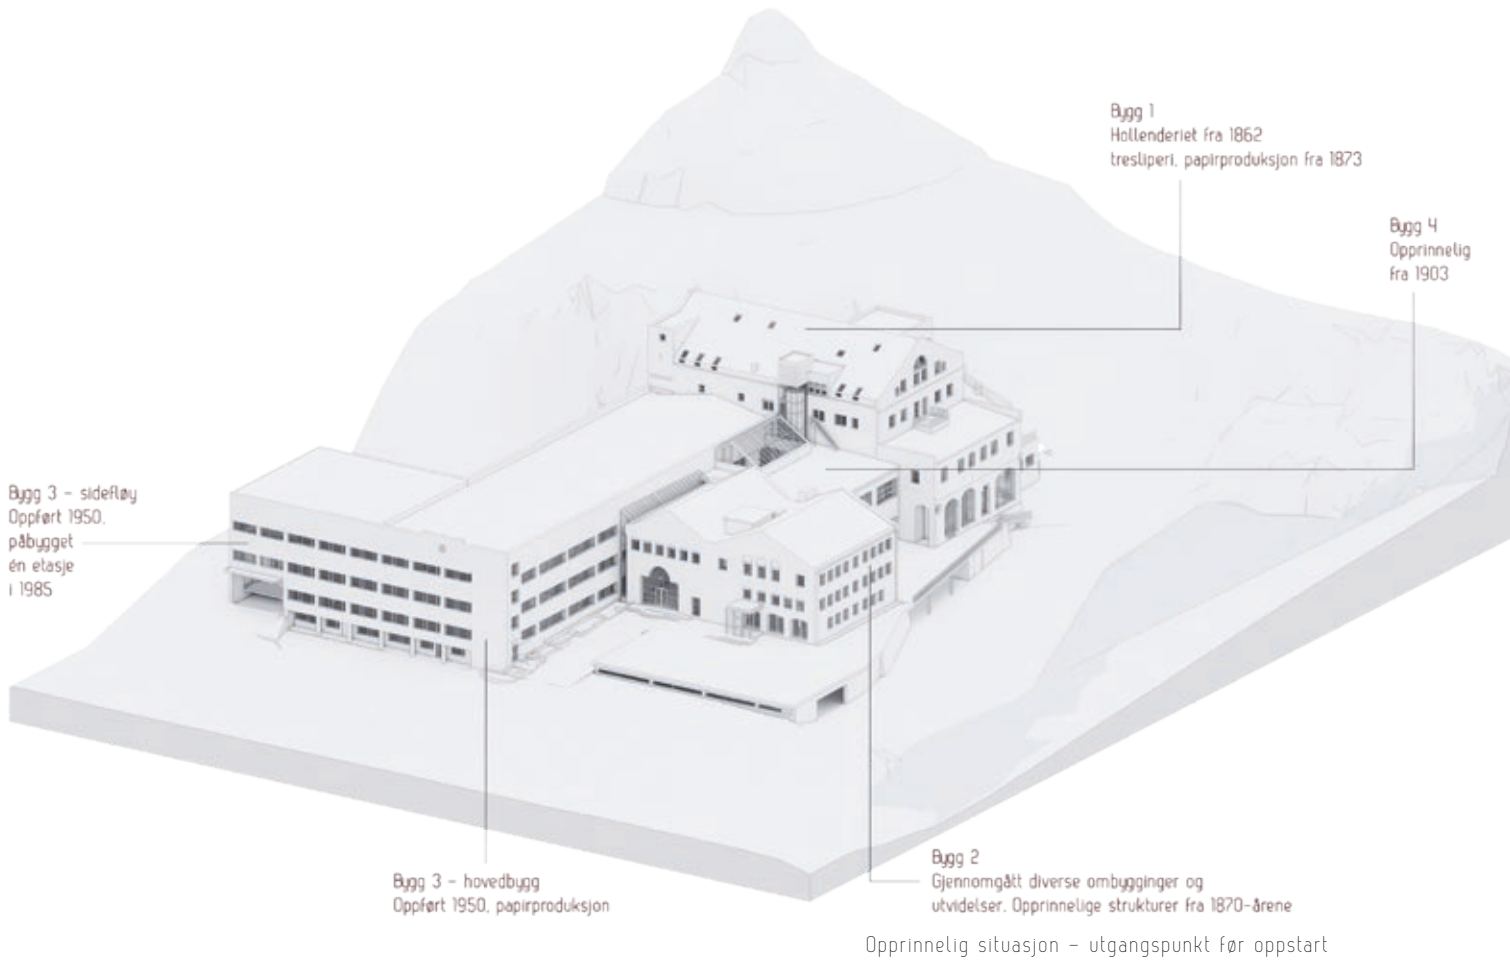 Bygg 1
Hollenderiet fra 1862
tresliperi, papirproduksjon fra 1873
Bygg 4
Opprinnelig
fra 1903
Bygg 3 - sidefløy
Oppført 1950,
påbygget
én etasje
i 1985
Bygg 3 - hovedbygg
Oppført 1950, papirproduksjon
Bygg 2
Gjennomgått diverse ombygginger og
utvidelser. Opprinnelige strukturer fra 1870-årene
Opprinnelig situasjon – utgangspunkt før oppstart